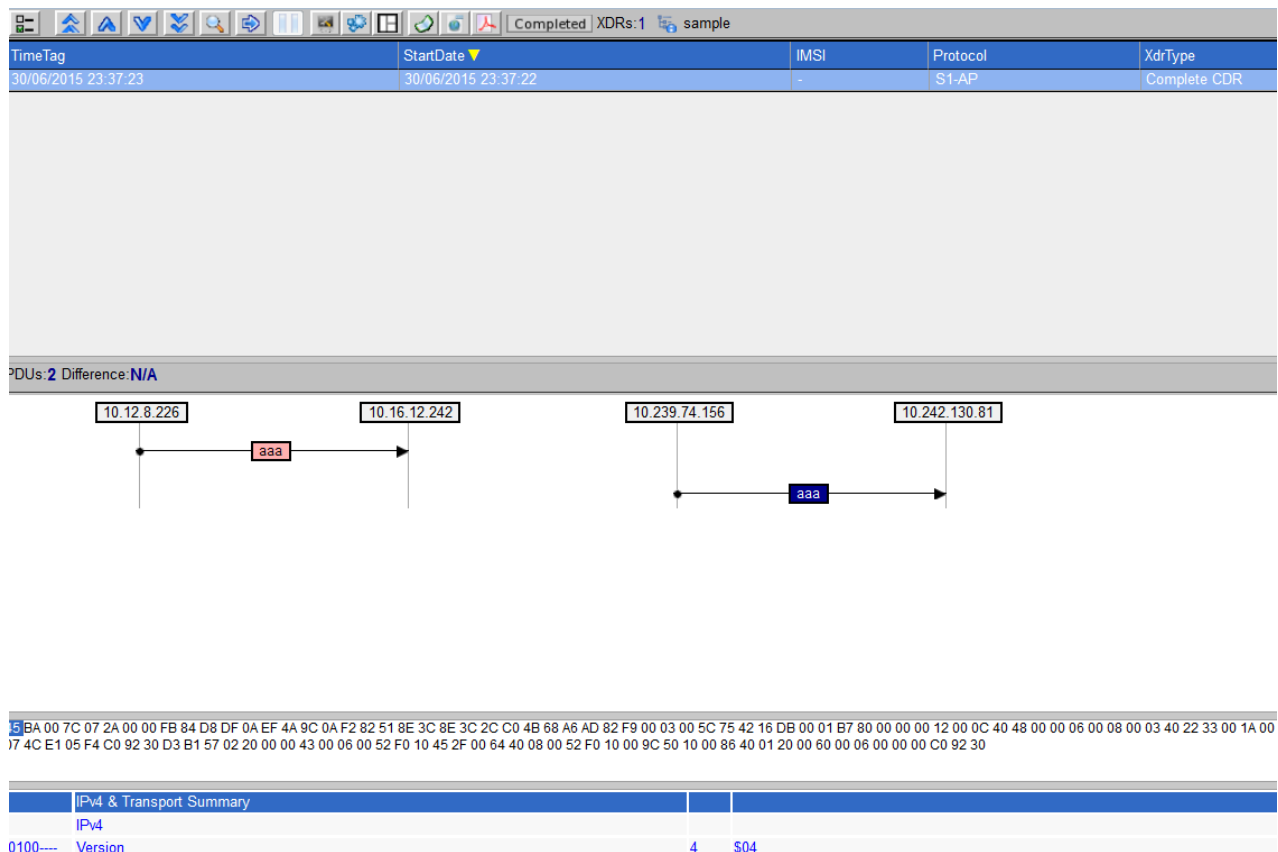 Completed XDRs:1 sample
TimeTag StartDate IMSI Protocol XdrType
30/06/2015 23:37:23 30/06/2015 23:37:22 - S1-AP Complete CDR
PDUs:2 Difference:N/A
10.12.8.226 10.16.12.242 10.239.74.156 10.242.130.81
aaa
aaa
45 BA 00 7C 07 2A 00 00 FB 84 D8 DF 0A EF 4A 9C 0A F2 82 51 8E 3C 8E 3C 2C C0 4B 68 A6 AD 82 F9 00 03 00 5C 75 42 16 DB 00 01 B7 80 00 00 00 12 00 0C 40 48 00 00 06 00 08 00 03 40 22 33 00 1A 00
07 4C E1 05 F4 C0 92 30 D3 B1 57 02 20 00 00 43 00 06 00 52 F0 10 45 2F 00 64 40 08 00 52 F0 10 00 9C 50 10 00 86 40 01 20 00 60 00 06 00 00 00 C0 92 30
IPv4 & Transport Summary
IPv4
0100---- Version 4 $04